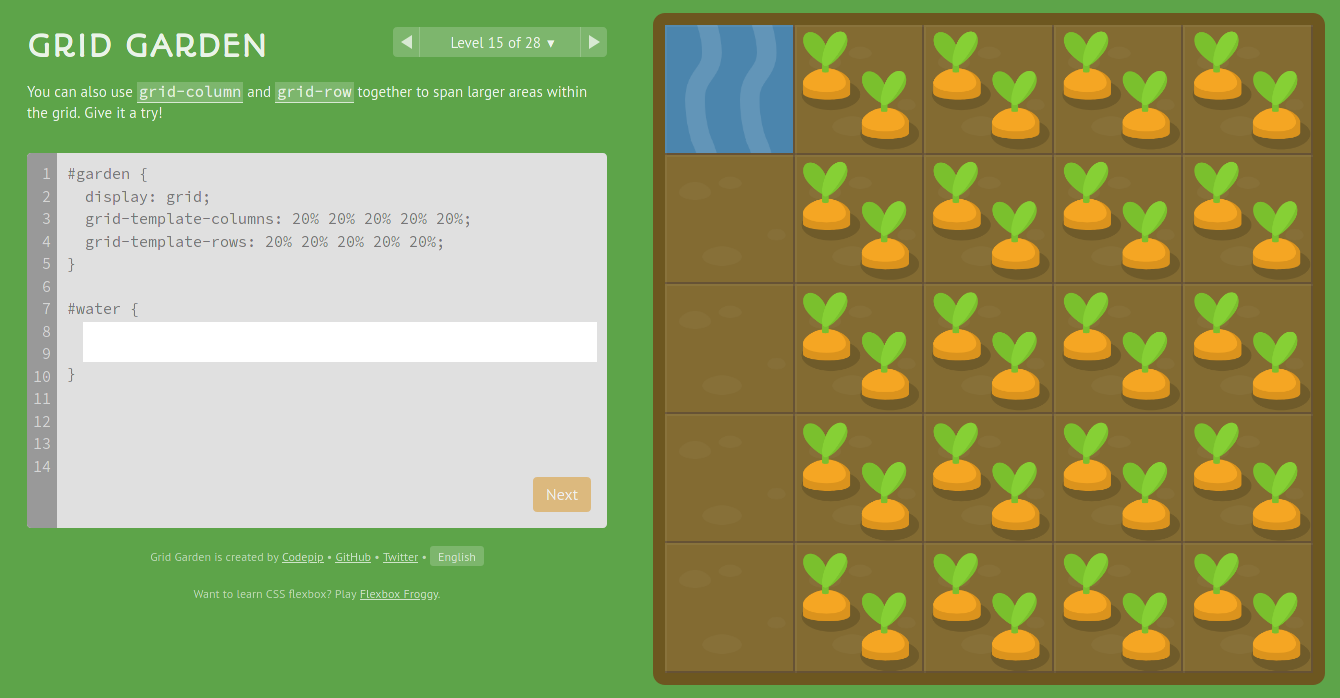 GRID GARDEN
◀ Level 15 of 28 ▼ ▶
You can also use grid-column and grid-row together to span larger areas within
the grid. Give it a try!
1 #garden {
2 display: grid;
3 grid-template-columns: 20% 20% 20% 20% 20%;
4 grid-template-rows: 20% 20% 20% 20% 20%;
5 }
6
7 #water {
8
9
10 }
11
12
13
14
Next
Grid Garden is created by Codepip • GitHub • Twitter • English
Want to learn CSS flexbox? Play Flexbox Froggy.